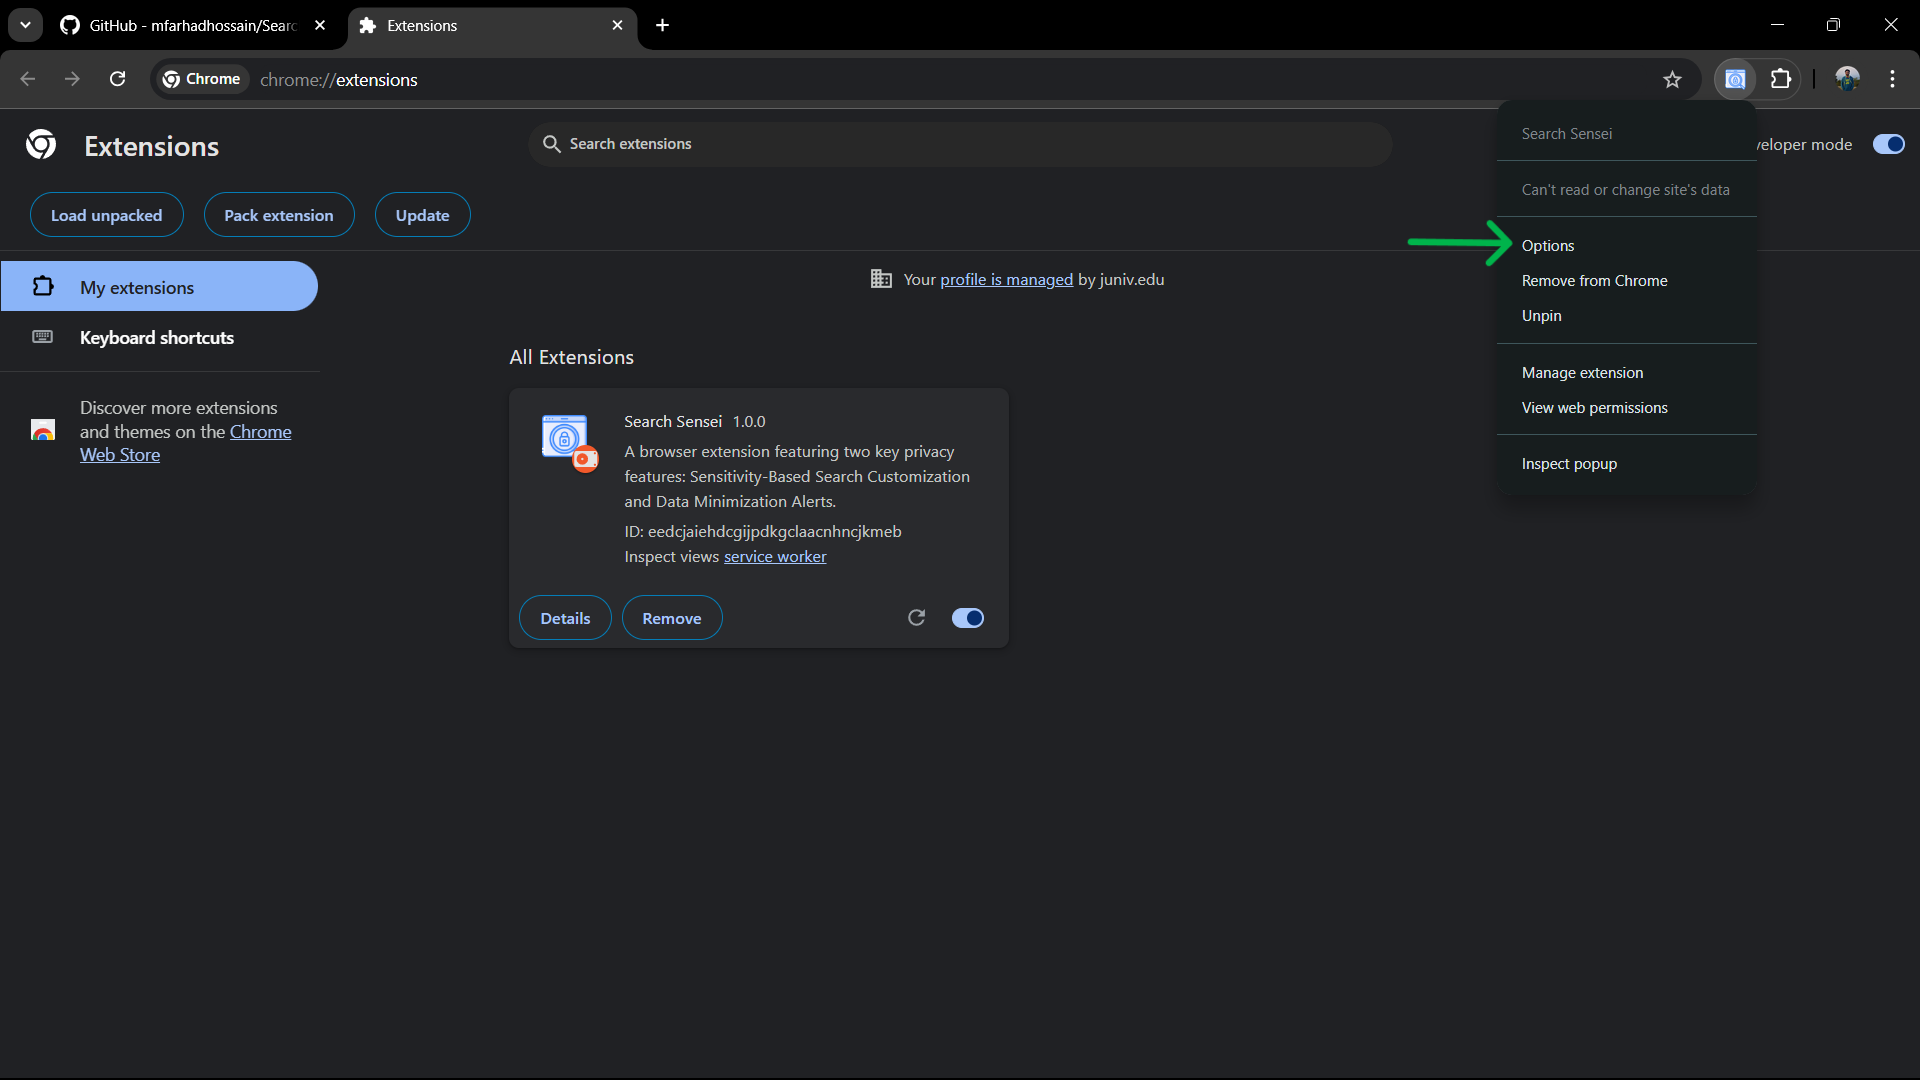 GitHub - mfarhadhossain/Searc
Extensions
Chrome
chrome://extensions
Extensions
Search extensions
veloper mode
Search Sensei
Can't read or change site's data
Options
Remove from Chrome
Unpin
Manage extension
View web permissions
Inspect popup
Load unpacked
Pack extension
Update
My extensions
Keyboard shortcuts
Discover more extensions
and themes on the Chrome
Web Store
Your profile is managed by juniv.edu
All Extensions
Search Sensei 1.0.0
A browser extension featuring two key privacy
features: Sensitivity-Based Search Customization
and Data Minimization Alerts.
ID: eedcjaiehdcgijpdkgclaacnhncjkmeb
Inspect views service worker
Details
Remove